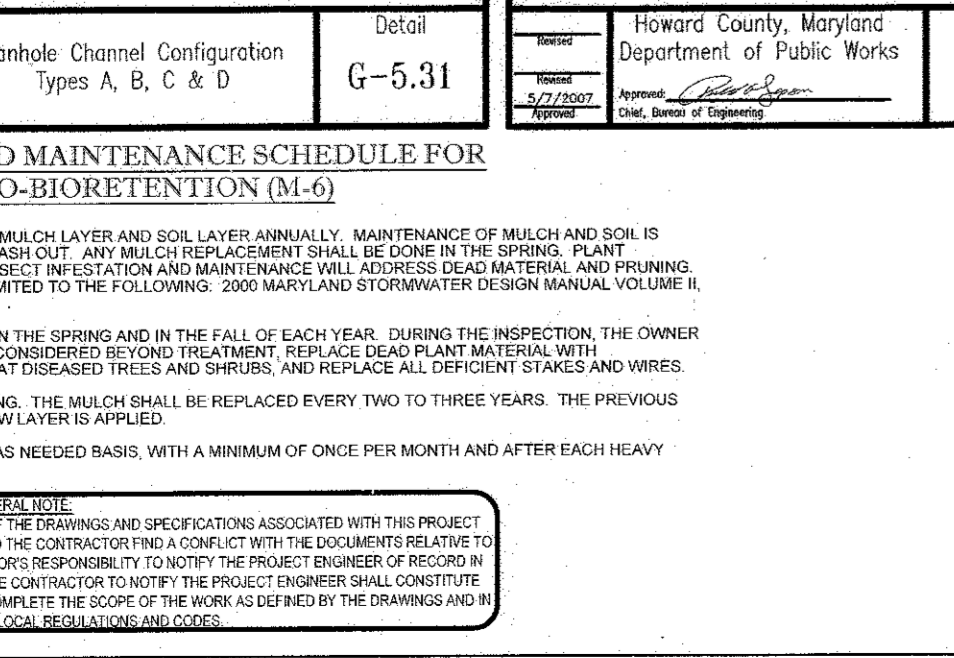 Detail
anhole Channel Configuration
Types A, B, C & D
G-5.31
Revised
Revised
5/7/2007
Approved
Howard County, Maryland
Department of Public Works
Approved:
Chief, Bureau of Engineering
D MAINTENANCE SCHEDULE FOR
O-BIORETENTION (M-6)
MULCH LAYER AND SOIL LAYER ANNUALLY. MAINTENANCE OF MULCH AND SOIL IS
ASH OUT. ANY MULCH REPLACEMENT SHALL BE DONE IN THE SPRING. PLANT
SECT INFESTATION AND MAINTENANCE WILL ADDRESS DEAD MATERIAL AND PRUNING.
MITED TO THE FOLLOWING: 2000 MARYLAND STORMWATER DESIGN MANUAL VOLUME II,
N THE SPRING AND IN THE FALL OF EACH YEAR. DURING THE INSPECTION, THE OWNER
CONSIDERED BEYOND TREATMENT, REPLACE DEAD PLANT MATERIAL WITH
AT DISEASED TREES AND SHRUBS, AND REPLACE ALL DEFICIENT STAKES AND WIRES.
NG. THE MULCH SHALL BE REPLACED EVERY TWO TO THREE YEARS. THE PREVIOUS
W LAYER IS APPLIED.
AS NEEDED BASIS, WITH A MINIMUM OF ONCE PER MONTH AND AFTER EACH HEAVY
ERAL NOTE:
F THE DRAWINGS AND SPECIFICATIONS ASSOCIATED WITH THIS PROJECT
D THE CONTRACTOR FIND A CONFLICT WITH THE DOCUMENTS RELATIVE TO
OR'S RESPONSIBILITY TO NOTIFY THE PROJECT ENGINEER OF RECORD IN
E CONTRACTOR TO NOTIFY THE PROJECT ENGINEER SHALL CONSTITUTE
OMPLETE THE SCOPE OF THE WORK AS DEFINED BY THE DRAWINGS AND IN
LOCAL REGULATIONS AND CODES.